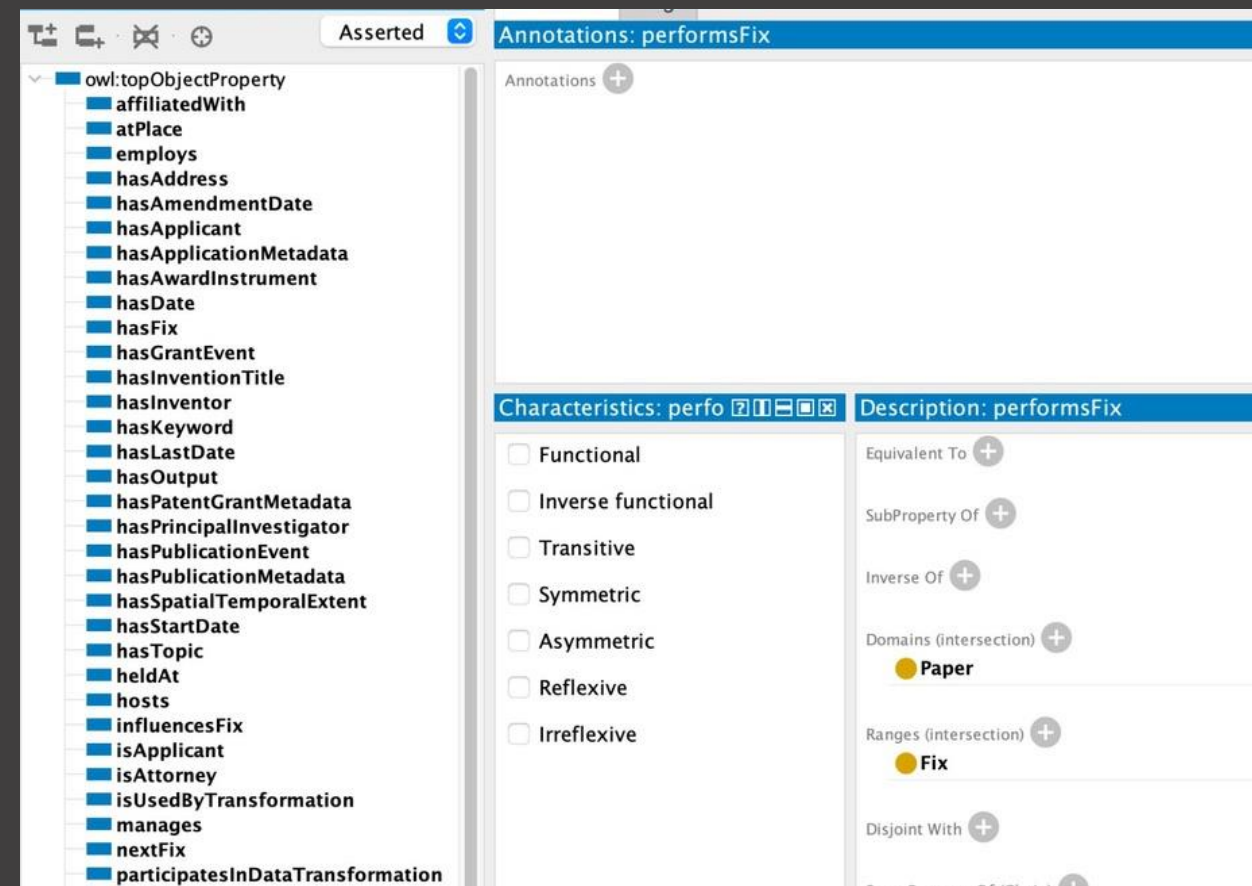 Asserted
owl:topObjectProperty
affiliatedWith
atPlace
employs
hasAddress
hasAmendmentDate
hasApplicant
hasApplicationMetadata
hasAwardInstrument
hasDate
hasFix
hasGrantEvent
hasInventionTitle
hasInventor
hasKeyword
hasLastDate
hasOutput
hasPatentGrantMetadata
hasPrincipalInvestigator
hasPublicationEvent
hasPublicationMetadata
hasSpatialTemporalExtent
hasStartDate
hasTopic
heldAt
hosts
influencesFix
isApplicant
isAttorney
isUsedByTransformation
manages
nextFix
participatesInDataTransformation
Annotations: performsFix
Annotations
Characteristics: perfo
Functional
Inverse functional
Transitive
Symmetric
Asymmetric
Reflexive
Irreflexive
Description: performsFix
Equivalent To
SubProperty Of
Inverse Of
Domains (intersection)
Paper
Ranges (intersection)
Fix
Disjoint With